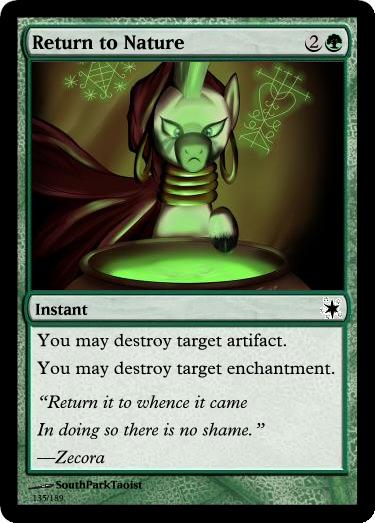 Return to Nature 2
Instant
You may destroy target artifact.
You may destroy target enchantment.
“Return it to whence it came
In doing so there is no shame.”
—Zecora
SouthParkTaoist
135/189